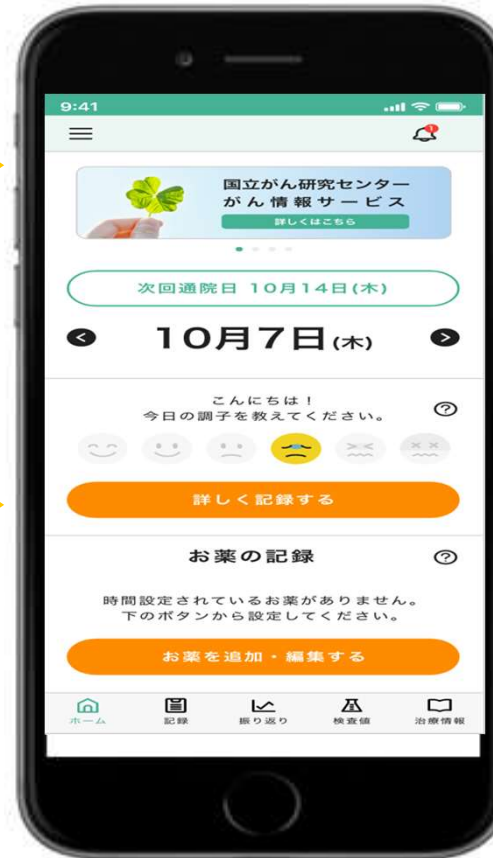 9:41
1
国立がん研究センター
がん情報サービス
詳しくはこちら
次回通院日 10月14日(木)
10月7日(木)
こんにちは!
今日の調子を教えてください。
?
詳しく記録する
お薬の記録
?
時間設定されているお薬がありません。
下のボタンから設定してください。
お薬を追加・編集する
ホーム 記録 振り返り 検査値 治療情報